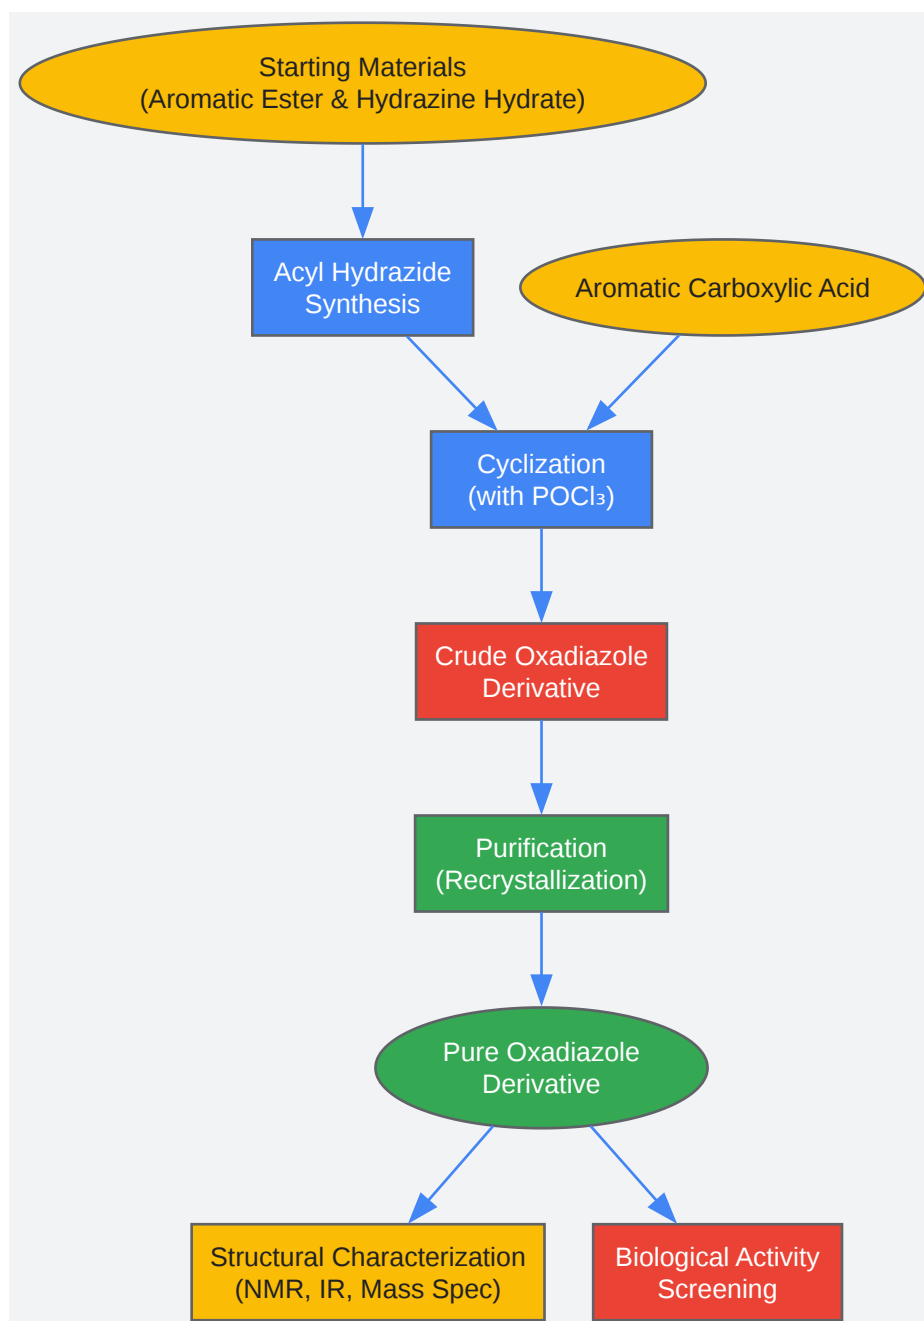 Starting Materials
(Aromatic Ester & Hydrazine Hydrate)
Acyl Hydrazide
Synthesis
Aromatic Carboxylic Acid
Cyclization
(with POCl₃)
Crude Oxadiazole
Derivative
Purification
(Recrystallization)
Pure Oxadiazole
Derivative
Structural Characterization
(NMR, IR, Mass Spec)
Biological Activity
Screening